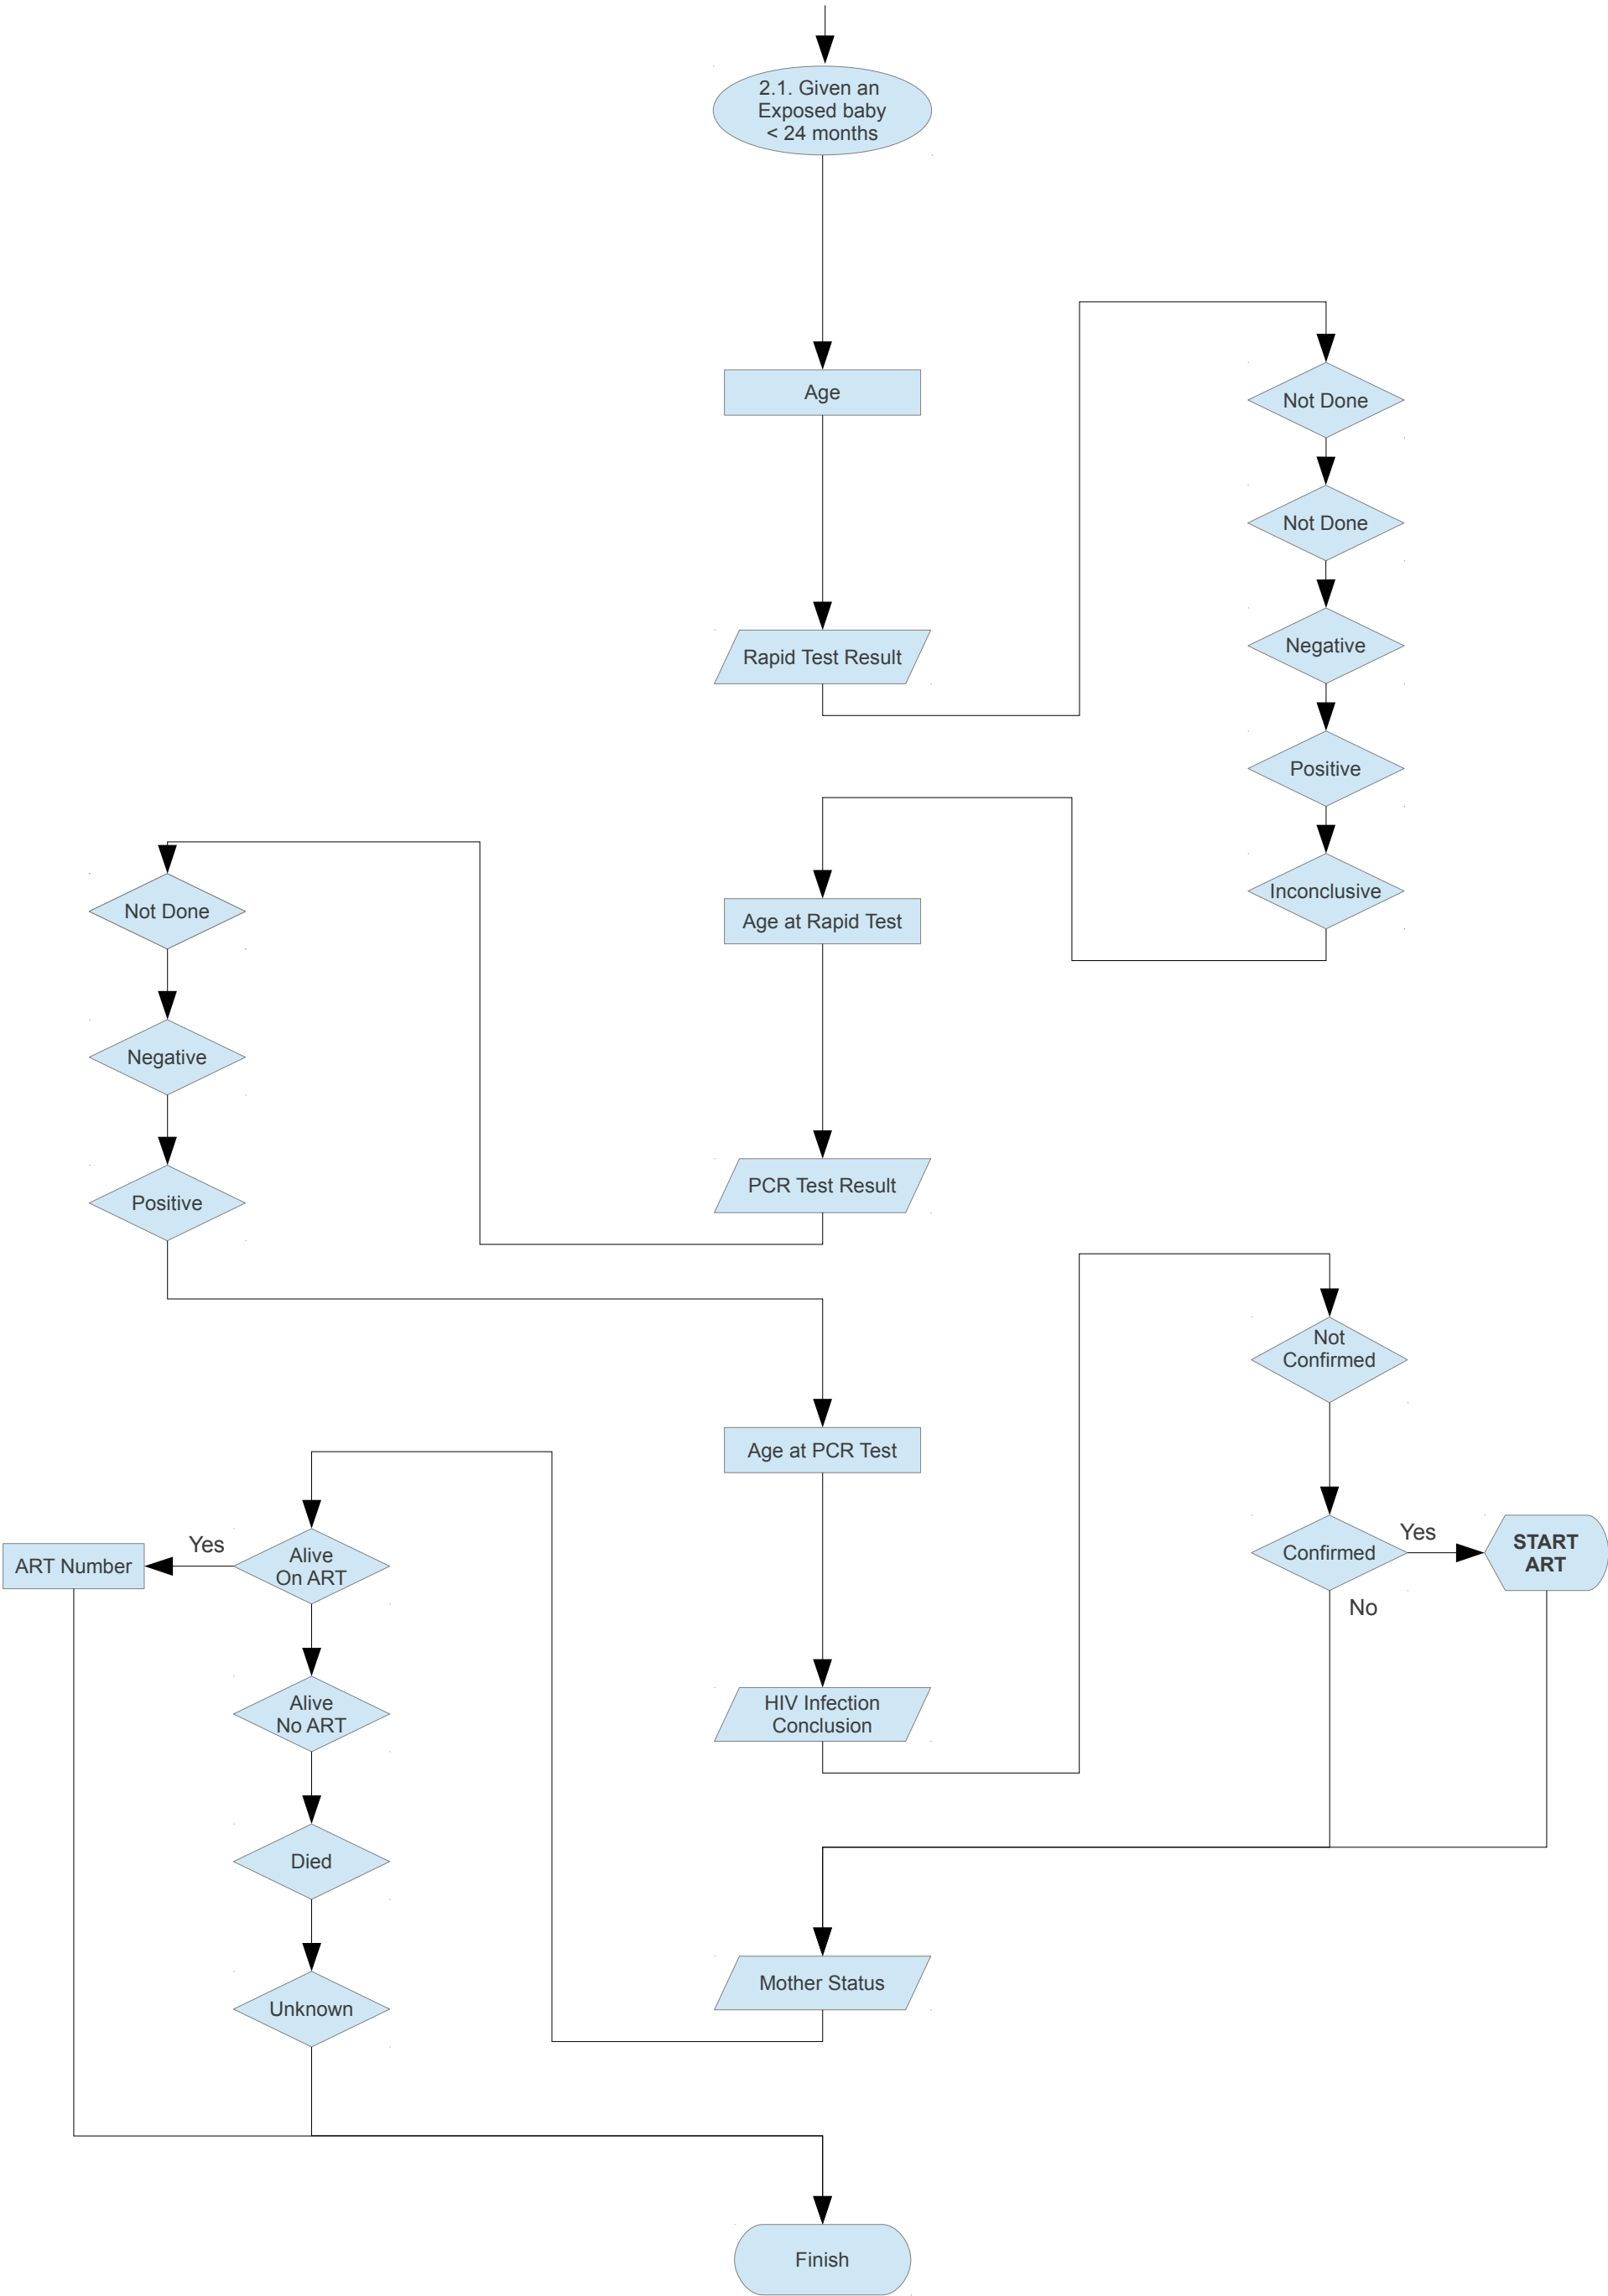 2.1. Given an
Exposed baby
< 24 months
Age
Rapid Test Result
Not Done
Not Done
Negative
Positive
Inconclusive
Age at Rapid Test
PCR Test Result
Not Done
Negative
Positive
Age at PCR Test
HIV Infection
Conclusion
Not
Confirmed
Confirmed
Yes
START
ART
No
Mother Status
Alive
On ART
Yes
ART Number
Alive
No ART
Died
Unknown
Finish